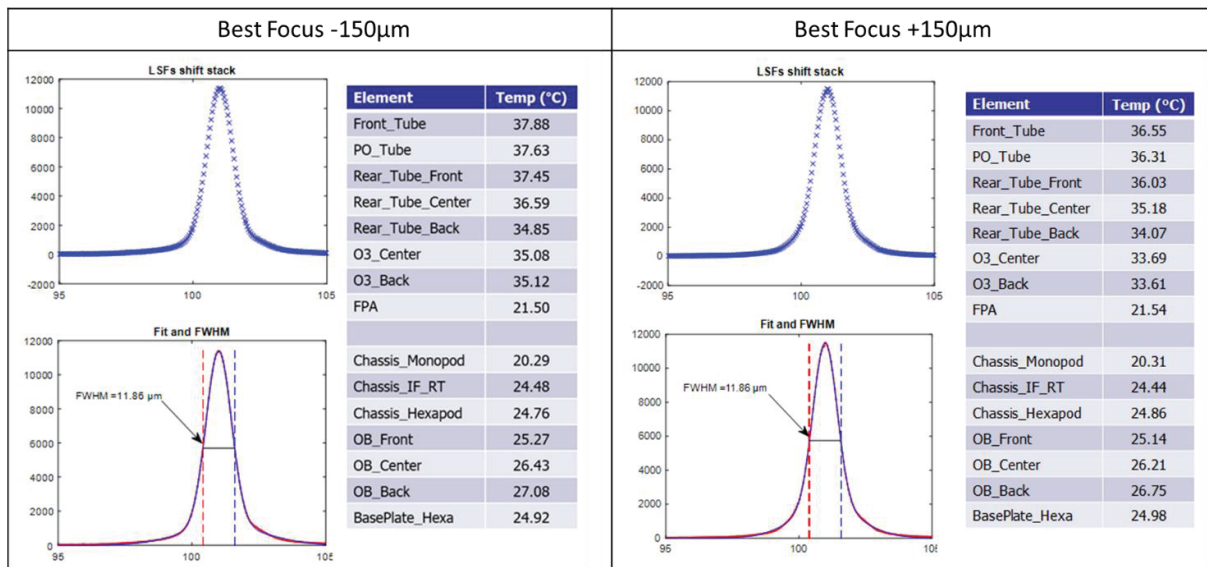 Best Focus -150µm
Best Focus +150µm
LSFs shift stack
12000
10000
8000
6000
4000
2000
0
-2000
95
100
105
Fit and FWHM
12000
10000
8000
6000
4000
2000
0
FWHM =11.86 µm
95
100
105
Element Temp (°C)
Front_Tube 37.88
PO_Tube 37.63
Rear_Tube_Front 37.45
Rear_Tube_Center 36.59
Rear_Tube_Back 34.85
O3_Center 35.08
O3_Back 35.12
FPA 21.50
Chassis_Monopod 20.29
Chassis_IF_RT 24.48
Chassis_Hexapod 24.76
OB_Front 25.27
OB_Center 26.43
OB_Back 27.08
BasePlate_Hexa 24.92
LSFs shift stack
12000
10000
8000
6000
4000
2000
0
-2000
95
100
105
Fit and FWHM
12000
10000
8000
6000
4000
2000
0
FWHM =11.86 µm
95
100
105
Element Temp (°C)
Front_Tube 36.55
PO_Tube 36.31
Rear_Tube_Front 36.03
Rear_Tube_Center 35.18
Rear_Tube_Back 34.07
O3_Center 33.69
O3_Back 33.61
FPA 21.54
Chassis_Monopod 20.31
Chassis_IF_RT 24.44
Chassis_Hexapod 24.86
OB_Front 25.14
OB_Center 26.21
OB_Back 26.75
BasePlate_Hexa 24.98